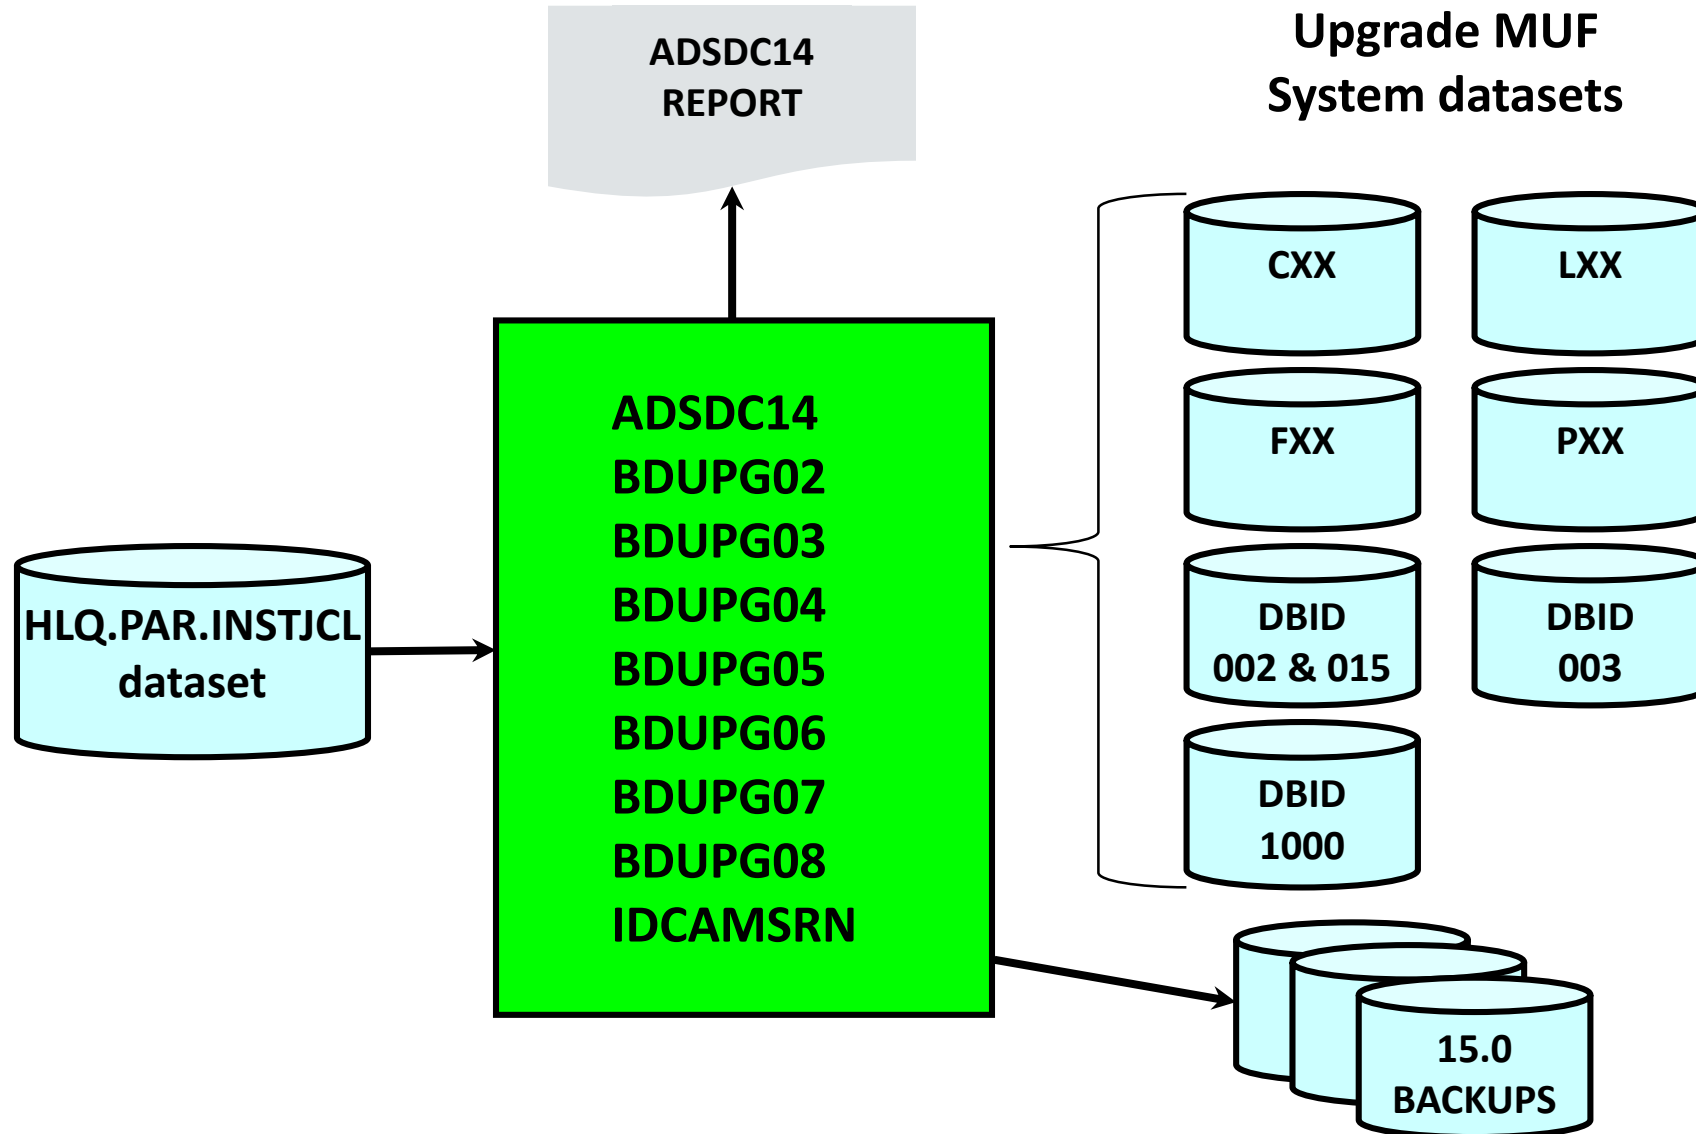 ADSDC14
REPORT
Upgrade MUF
System datasets
HLQ.PAR.INSTJCL
dataset
ADSDC14
BDUPG02
BDUPG03
BDUPG04
BDUPG05
BDUPG06
BDUPG07
BDUPG08
IDCAMSRN
CXX
LXX
FXX
PXX
DBID
002 & 015
DBID
003
DBID
1000
15.0
BACKUPS